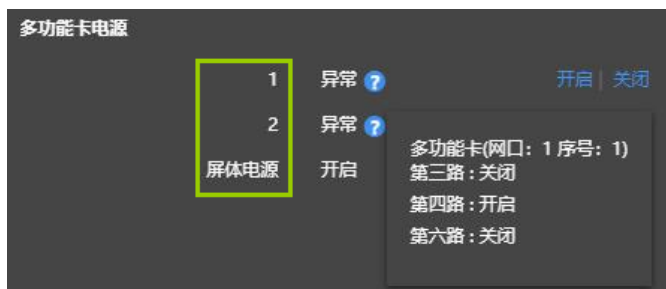 多功能卡电源
1 异常 ? 开启 | 关闭
2 异常 ?
屏体电源 开启
多功能卡(网口：1 序号：1)
第三路：关闭
第四路：开启
第六路：关闭